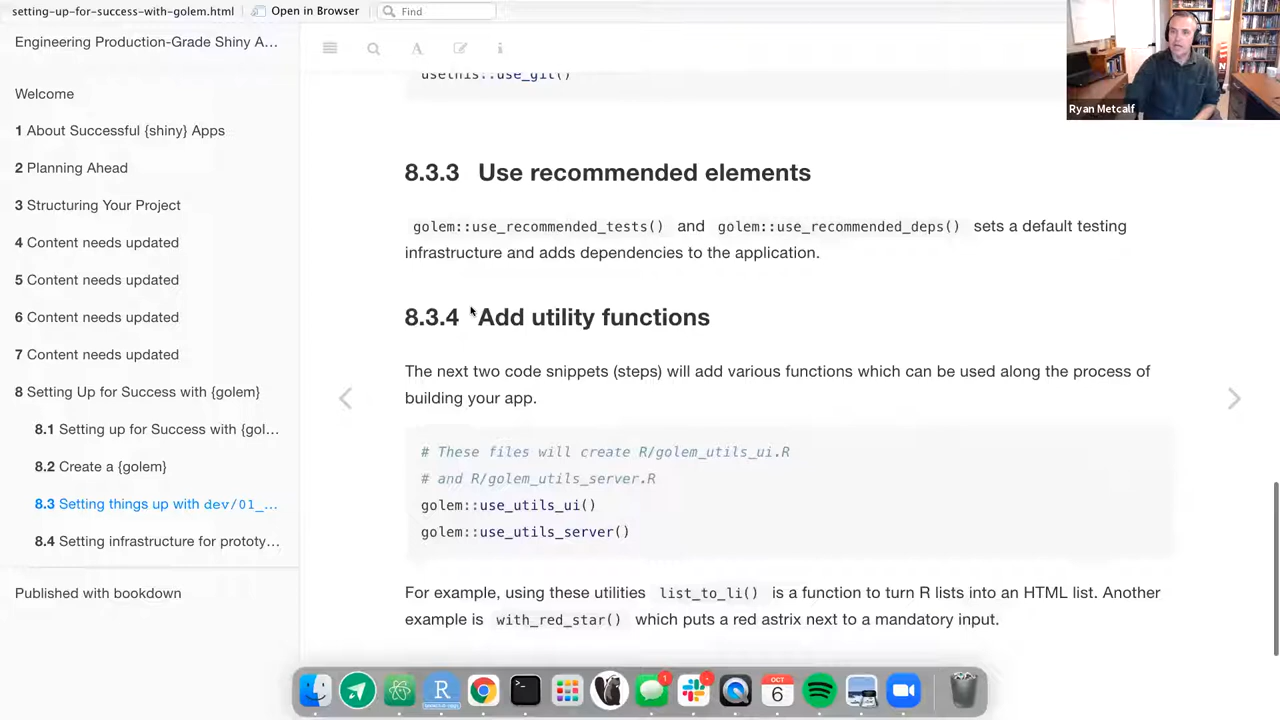 setting-up-for-success-with-golem.html
Open in Browser
Find
Engineering Production-Grade Shiny A...
Welcome
1 About Successful {shiny} Apps
2 Planning Ahead
3 Structuring Your Project
4 Content needs updated
5 Content needs updated
6 Content needs updated
7 Content needs updated
8 Setting Up for Success with {golem}
8.1 Setting up for Success with {gol...
8.2 Create a {golem}
8.3 Setting things up with dev/01_...
8.4 Setting infrastructure for prototy...
Published with bookdown
A
i
usethis::use_git()
8.3.3 Use recommended elements
golem::use_recommended_tests() and golem::use_recommended_deps() sets a default testing
infrastructure and adds dependencies to the application.
8.3.4 Add utility functions
The next two code snippets (steps) will add various functions which can be used along the process of
building your app.
# These files will create R/golem_utils_ui.R
# and R/golem_utils_server.R
golem::use_utils_ui()
golem::use_utils_server()
For example, using these utilities list_to_li() is a function to turn R lists into an HTML list. Another
example is with_red_star() which puts a red astrix next to a mandatory input.
Ryan Metcalf
R
1
OCT
6